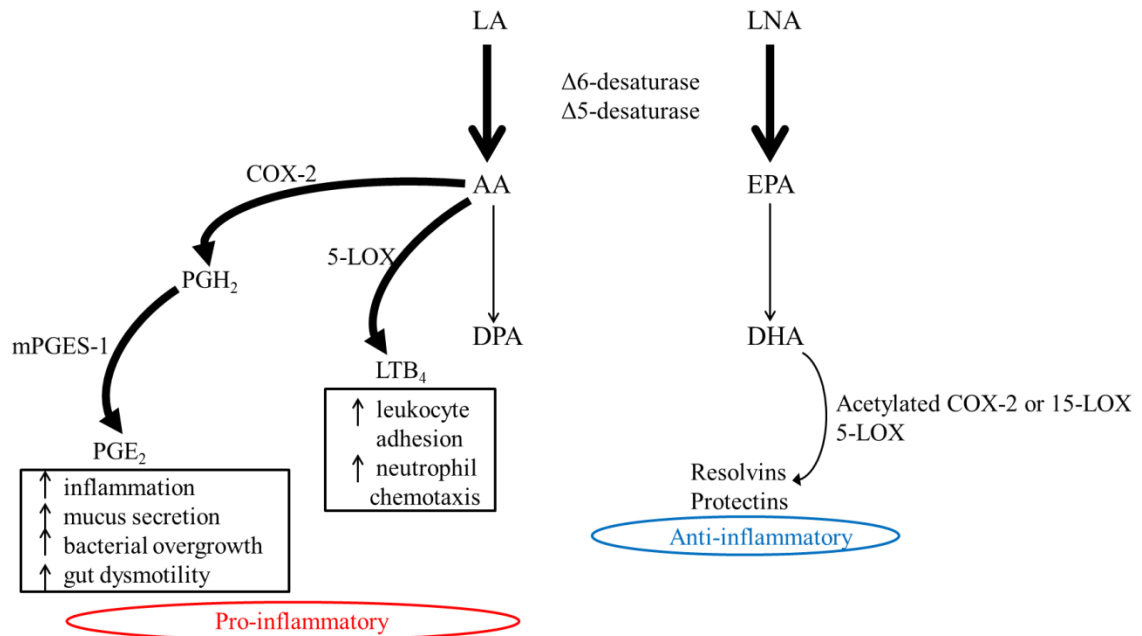 LA
LNA
Δ6-desaturase
Δ5-desaturase
COX-2
AA
EPA
5-LOX
PGH₂
mPGES-1
DPA
DHA
LTB₄
↑ leukocyte
adhesion
↑ neutrophil
chemotaxis
Acetylated COX-2 or 15-LOX
5-LOX
PGE₂
↑ inflammation
↑ mucus secretion
↑ bacterial overgrowth
↑ gut dysmotility
Resolvins
Protectins
Anti-inflammatory
Pro-inflammatory